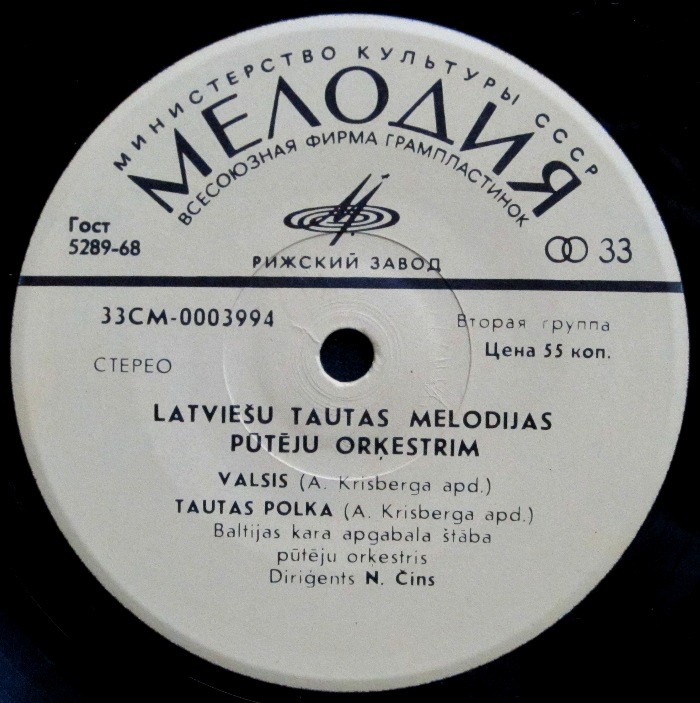 МИНИСТЕРСТВО КУЛЬТУРЫ СССР
МЕЛОДИЯ
ВСЕСОЮЗНАЯ ФИРМА ГРАМПЛАСТИНОК
Гост
5289-68
33
РИЖСКИЙ ЗАВОД
33СМ-0003994
Вторая группа
Цена 55 коп.
СТЕРЕО
LATVIEŠU TAUTAS MELODIJAS
PŪTĒJU ORĶESTRIM
VALSIS (A. Krisberga apd.)
TAUTAS POLKA (A. Krisberga apd.)
Baltijas kara apgabala štāba
pūtēju orķestris
Diriģents N. Čins